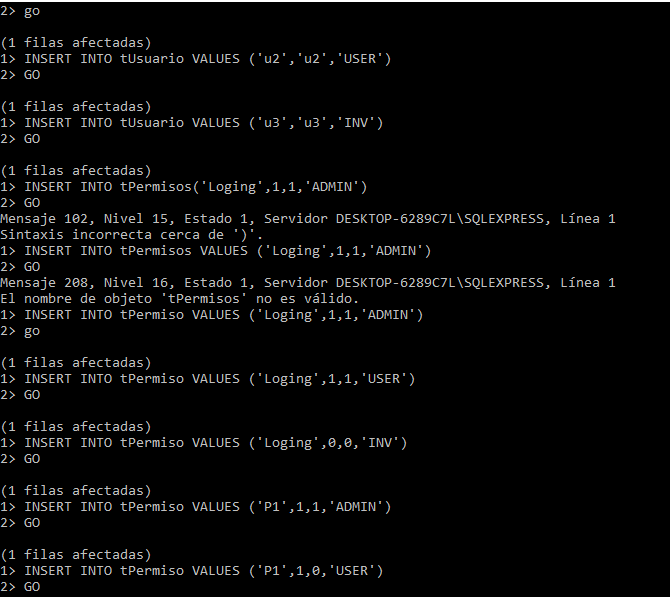 2> go
(1 filas afectadas)
1> INSERT INTO tUsuario VALUES ('u2','u2','USER')
2> GO
(1 filas afectadas)
1> INSERT INTO tUsuario VALUES ('u3','u3','INV')
2> GO
(1 filas afectadas)
1> INSERT INTO tPermisos('Loging',1,1,'ADMIN')
2> GO
Mensaje 102, Nivel 15, Estado 1, Servidor DESKTOP-6289C7L\SQLEXPRESS, Línea 1
Sintaxis incorrecta cerca de ')'.
1> INSERT INTO tPermisos VALUES ('Loging',1,1,'ADMIN')
2> GO
Mensaje 208, Nivel 16, Estado 1, Servidor DESKTOP-6289C7L\SQLEXPRESS, Línea 1
El nombre de objeto 'tPermisos' no es válido.
1> INSERT INTO tPermiso VALUES ('Loging',1,1,'ADMIN')
2> go
(1 filas afectadas)
1> INSERT INTO tPermiso VALUES ('Loging',1,1,'USER')
2> GO
(1 filas afectadas)
1> INSERT INTO tPermiso VALUES ('Loging',0,0,'INV')
2> GO
(1 filas afectadas)
1> INSERT INTO tPermiso VALUES ('P1',1,1,'ADMIN')
2> GO
(1 filas afectadas)
1> INSERT INTO tPermiso VALUES ('P1',1,0,'USER')
2> GO